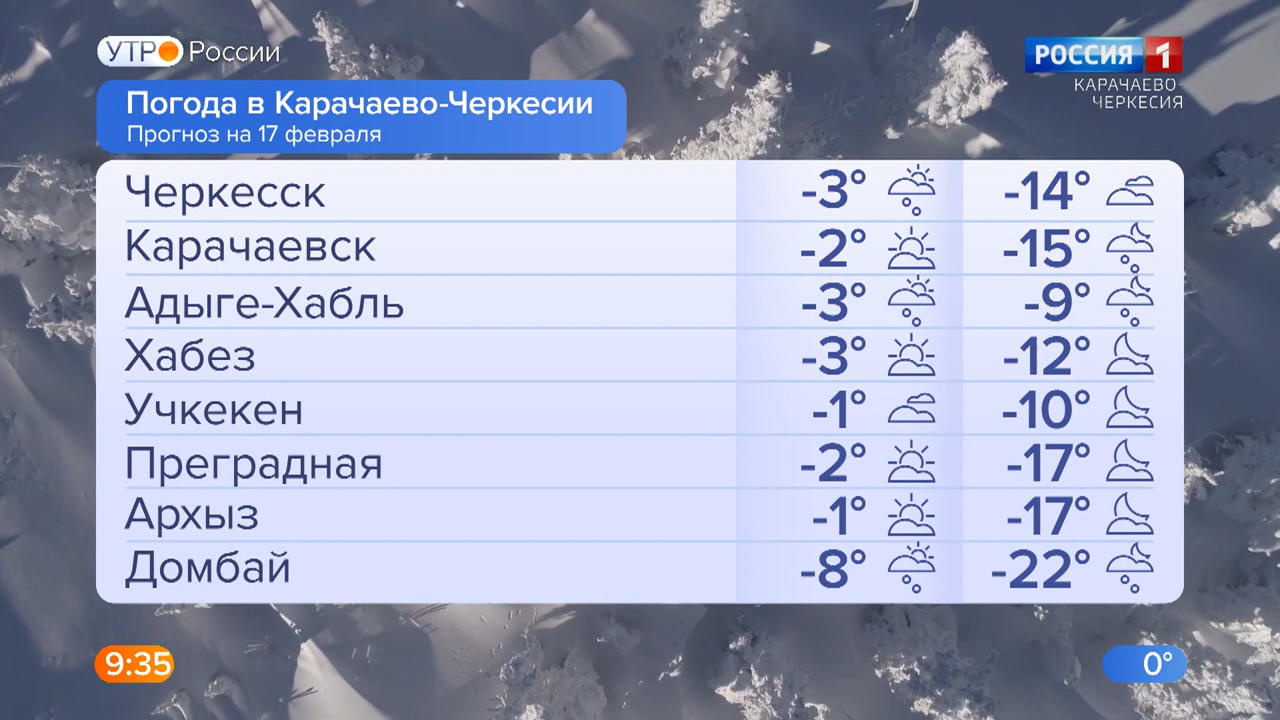 УТРО России
РОССИЯ 1
КАРАЧАЕВО-
ЧЕРКЕСИЯ
Погода в Карачаево-Черкесии
Прогноз на 17 февраля
Черкесск -3° -14°
Карачаевск -2° -15°
Адыге-Хабль -3° -9°
Хабез -3° -12°
Учкекен -1° -10°
Преградная -2° -17°
Архыз -1° -17°
Домбай -8° -22°
9:35 0°